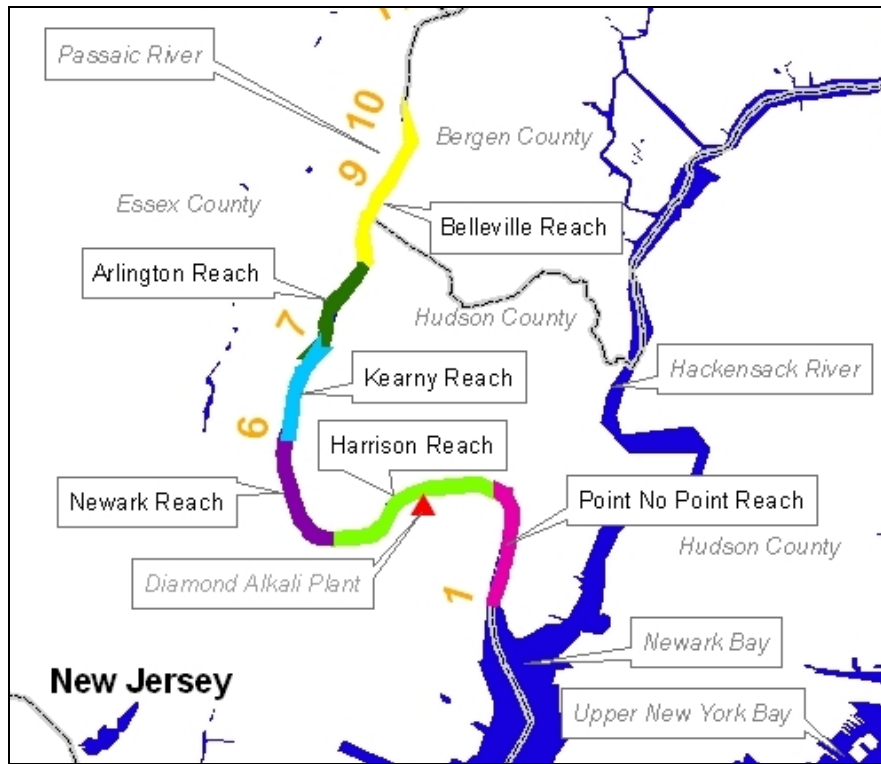 Passaic River
10
Bergen County
9
Essex County
Belleville Reach
Arlington Reach
7
Hudson County
Kearny Reach
Hackensack River
6
Harrison Reach
Newark Reach
Point No Point Reach
Hudson County
Diamond Alkali Plant
1
Newark Bay
New Jersey
Upper New York Bay